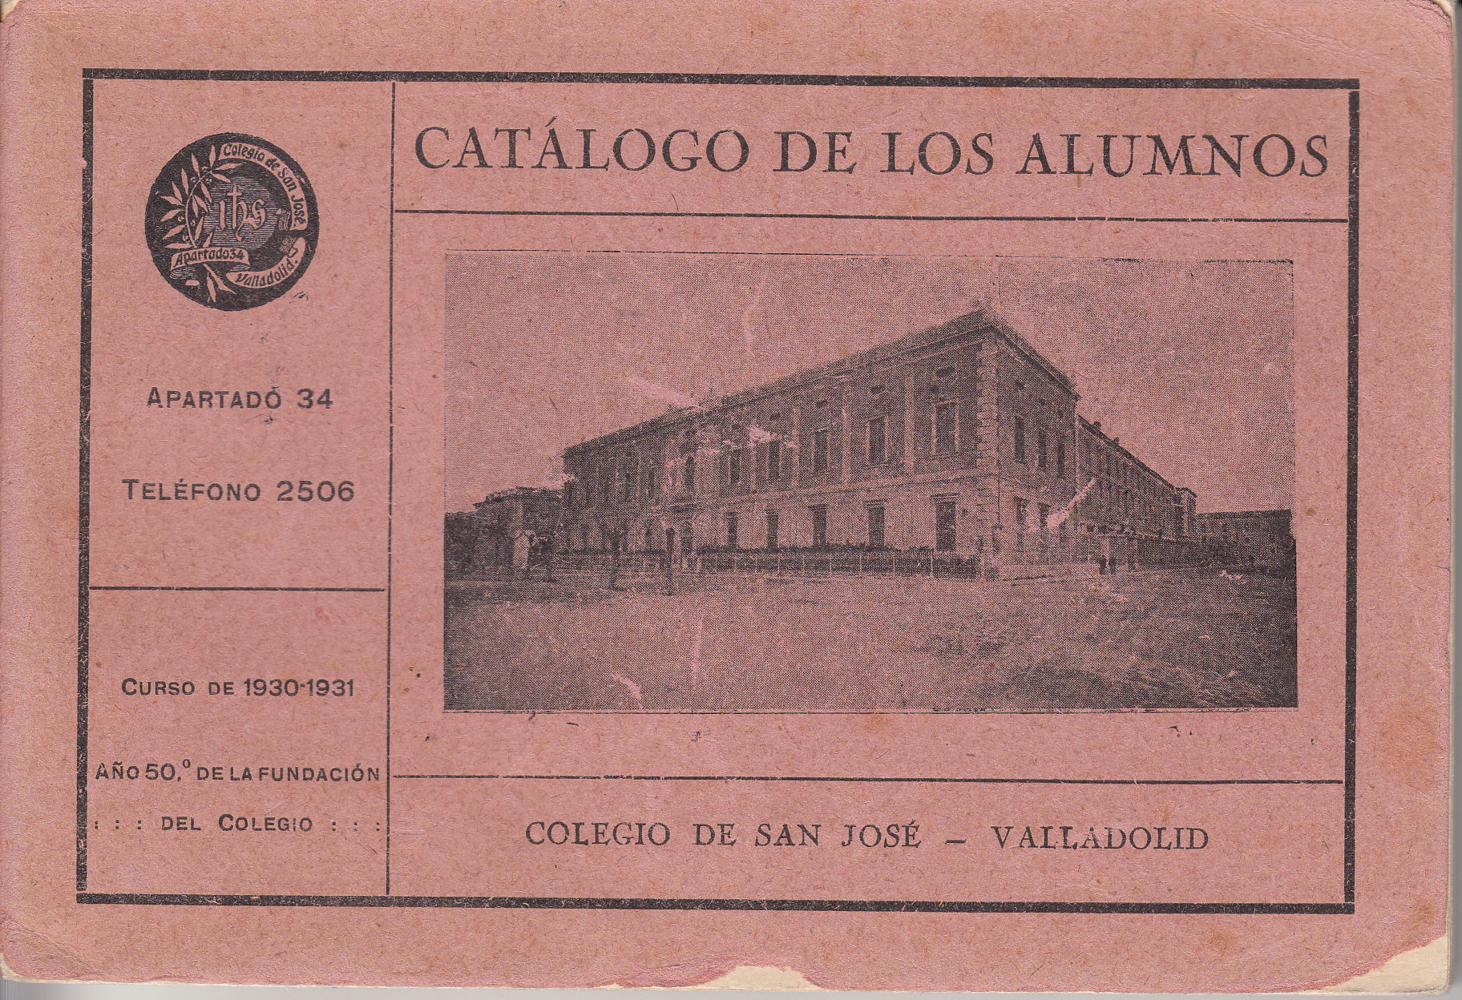 Colegio de San José
ihs
Apartado 34
Valladolid.
APARTADÓ 34
TELÉFONO 2506
CURSO DE 1930-1931
AÑO 50.º DE LA FUNDACIÓN
: : : DEL COLEGIO : : :
CATÁLOGO DE LOS ALUMNOS
COLEGIO DE SAN JOSÉ – VALLADOLID